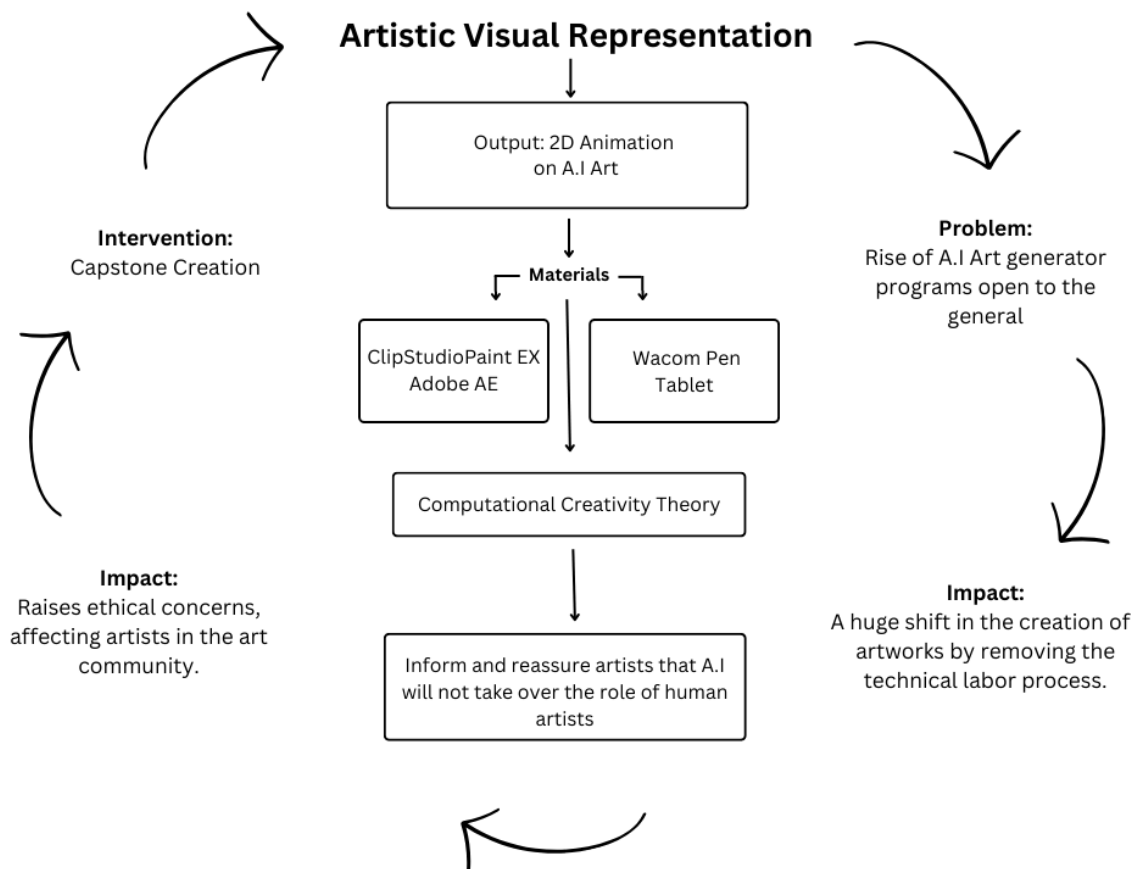 Artistic Visual Representation
Output: 2D Animation
on A.I Art
Materials
ClipStudioPaint EX
Adobe AE
Wacom Pen
Tablet
Computational Creativity Theory
Inform and reassure artists that A.I
will not take over the role of human
artists
Problem:
Rise of A.I Art generator
programs open to the
general
Impact:
A huge shift in the creation of
artworks by removing the
technical labor process.
Impact:
Raises ethical concerns,
affecting artists in the art
community.
Intervention:
Capstone Creation